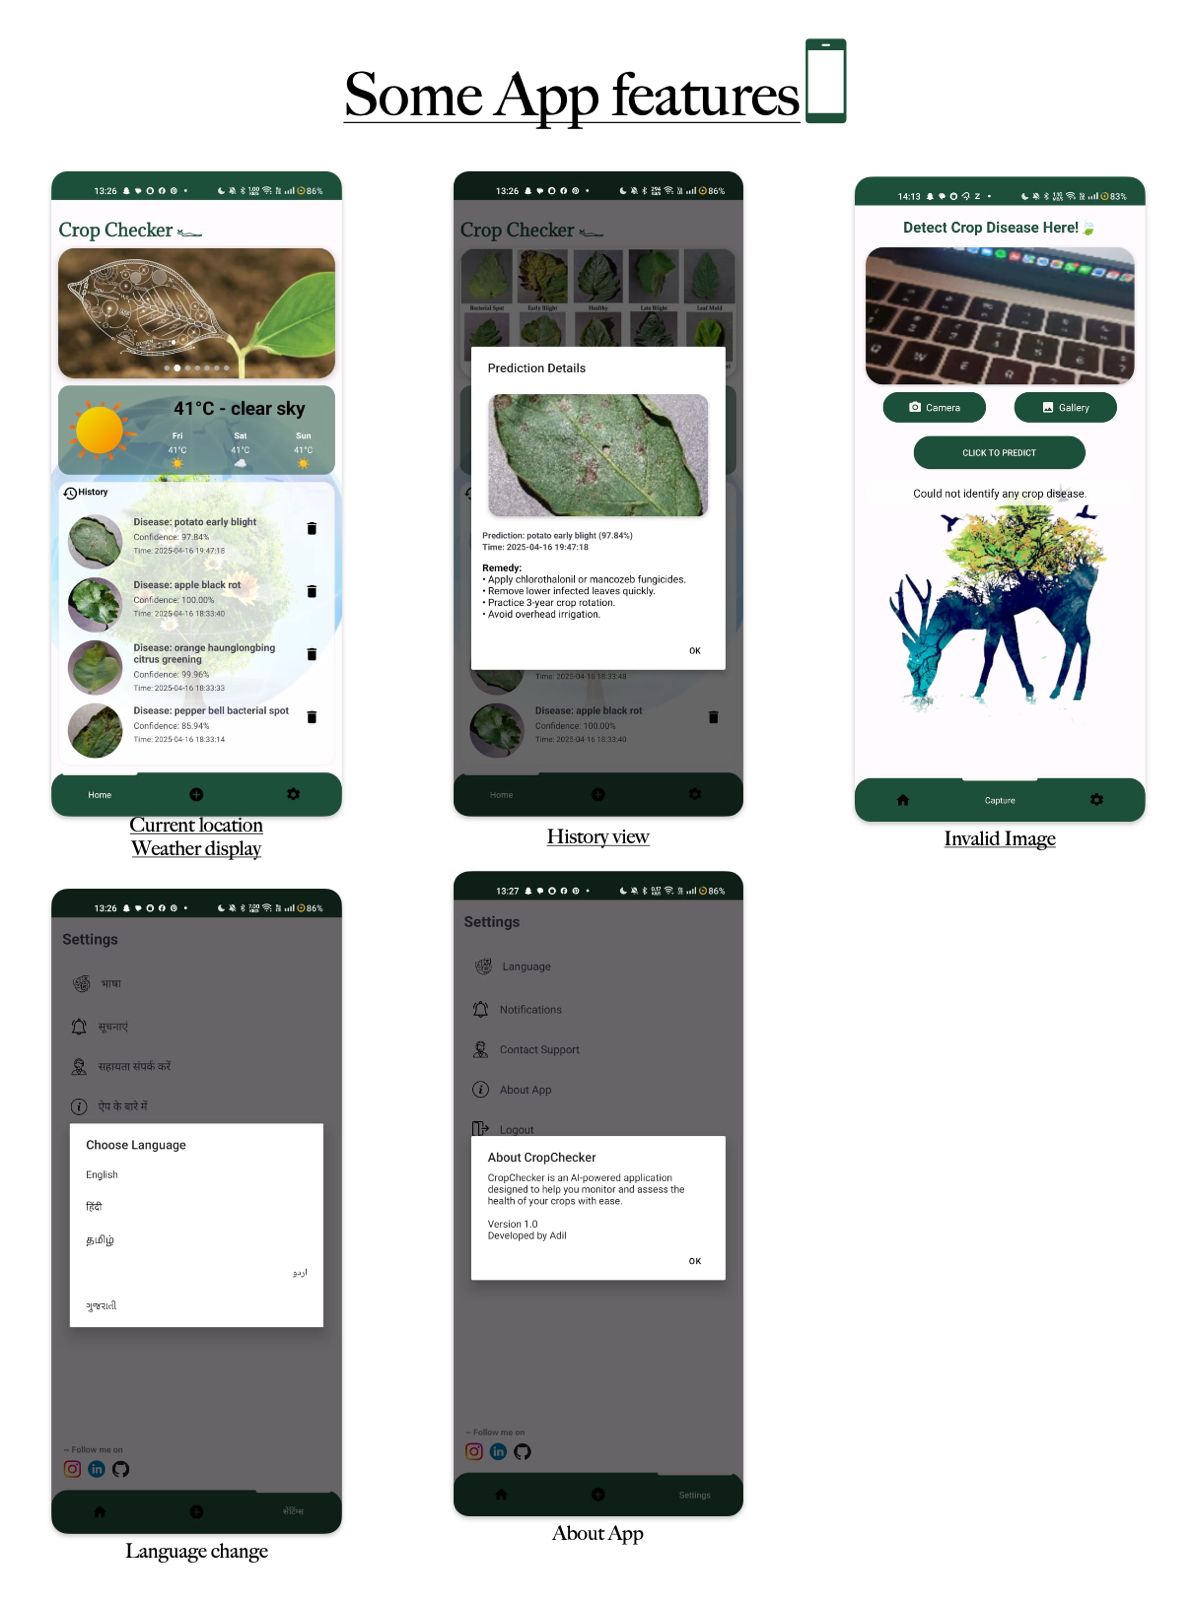 Some App features
13:26
86%
Crop Checker
41°C - clear sky
Fri
Sat
Sun
41°C
41°C
41°C
History
Disease: potato early blight
Confidence: 97.84%
Time: 2025-04-16 19:47:18
Disease: apple black rot
Confidence: 100.00%
Time: 2025-04-16 18:33:40
Disease: orange haunglongbing
citrus greening
Confidence: 99.96%
Time: 2025-04-16 18:33:33
Disease: pepper bell bacterial spot
Confidence: 85.94%
Time: 2025-04-16 18:33:14
Home
Current location
Weather display
13:26
86%
Crop Checker
Bacterial Spot
Early Blight
Healthy
Late Blight
Leaf Mold
Prediction Details
Prediction: potato early blight (97.84%)
Time: 2025-04-16 19:47:18
Remedy:
• Apply chlorothalonil or mancozeb fungicides.
• Remove lower infected leaves quickly.
• Practice 3-year crop rotation.
• Avoid overhead irrigation.
OK
Time: 2025-04-16 18:33:48
Disease: apple black rot
Confidence: 100.00%
Time: 2025-04-16 18:33:40
Home
History view
14:13
83%
Detect Crop Disease Here!
Camera
Gallery
CLICK TO PREDICT
Could not identify any crop disease.
Capture
Invalid Image
13:26
86%
Settings
भाषा
सूचनाएं
सहायता संपर्क करें
ऐप के बारे में
Choose Language
English
हिंदी
தமிழ்
اردو
ગુજરાતી
~ Follow me on
सेटिंग्स
Language change
13:27
86%
Settings
Language
Notifications
Contact Support
About App
Logout
About CropChecker
CropChecker is an AI-powered application
designed to help you monitor and assess the
health of your crops with ease.
Version 1.0
Developed by Adil
OK
~ Follow me on
Settings
About App